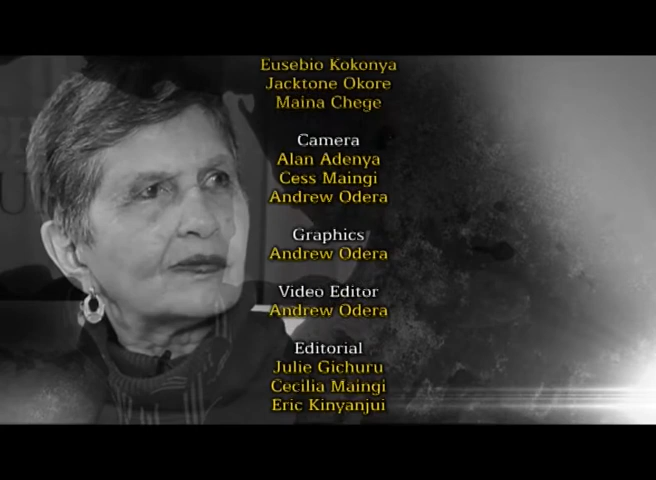 Eusebio Kokonya
Jacktone Okore
Maina Chege
Camera
Alan Adenya
Cess Maingi
Andrew Odera
Graphics
Andrew Odera
Video Editor
Andrew Odera
Editorial
Julie Gichuru
Cecilia Maingi
Eric Kinyanjui